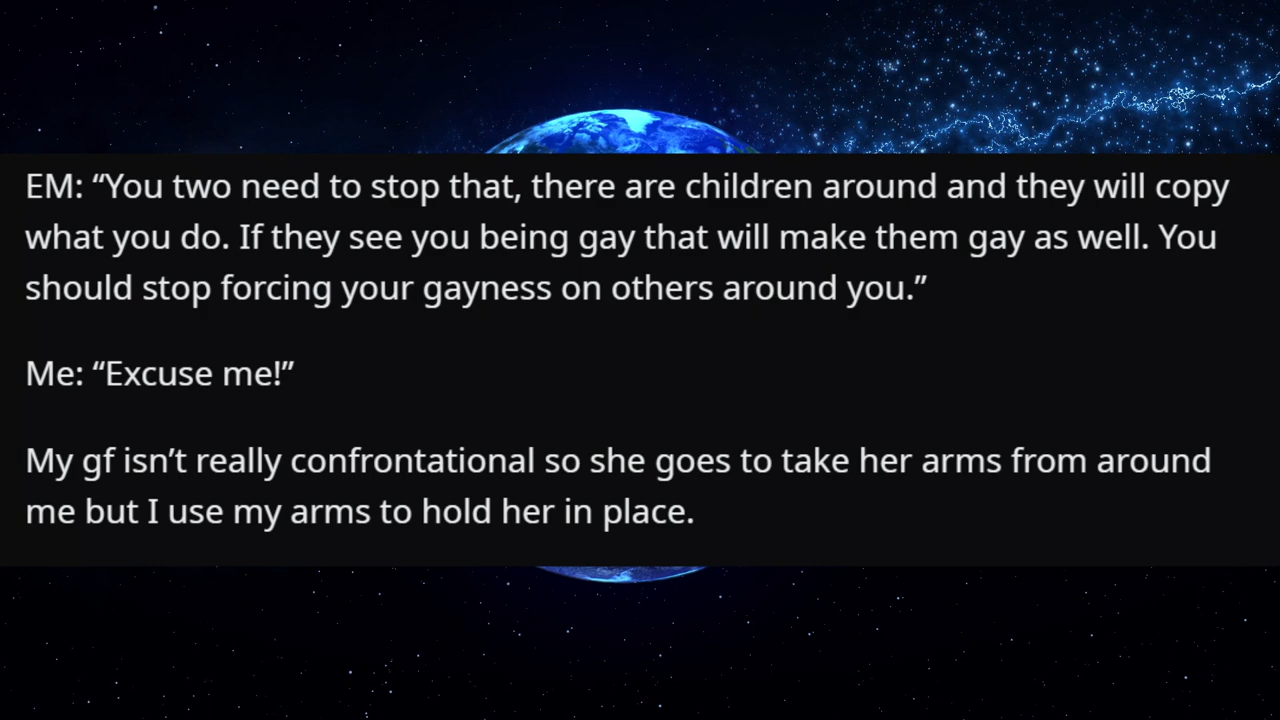 EM: “You two need to stop that, there are children around and they will copy
what you do. If they see you being gay that will make them gay as well. You
should stop forcing your gayness on others around you.”
Me: “Excuse me!”
My gf isn’t really confrontational so she goes to take her arms from around
me but I use my arms to hold her in place.